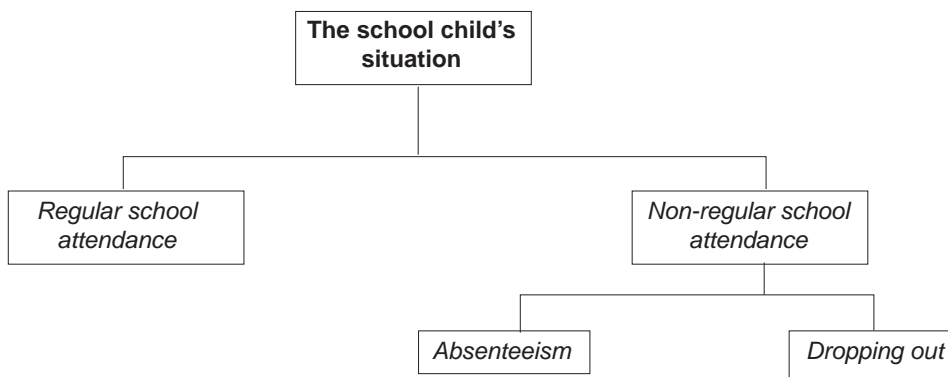 The school child’s
situation
Regular school
attendance
Non-regular school
attendance
Absenteeism
Dropping out